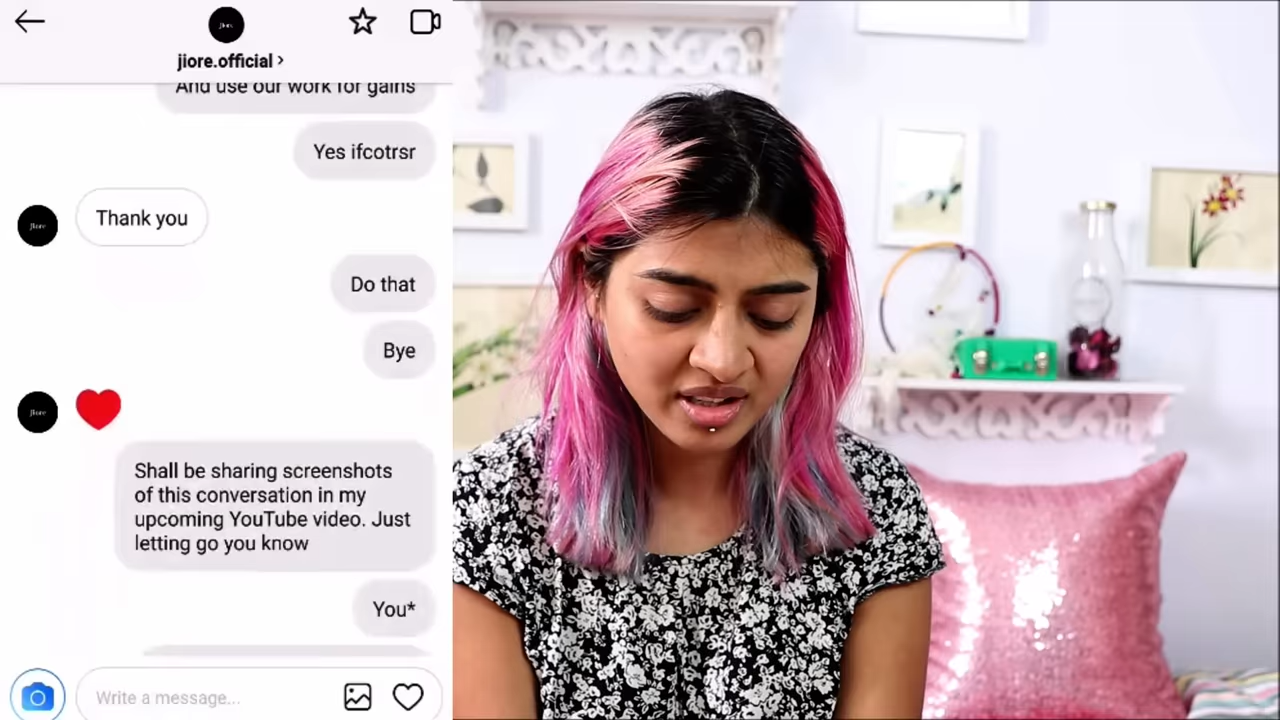 jiore.official
And use our work for gains
Yes ifcotrsr
Thank you
Do that
Bye
Shall be sharing screenshots
of this conversation in my
upcoming YouTube video. Just
letting go you know
You*
Write a message...